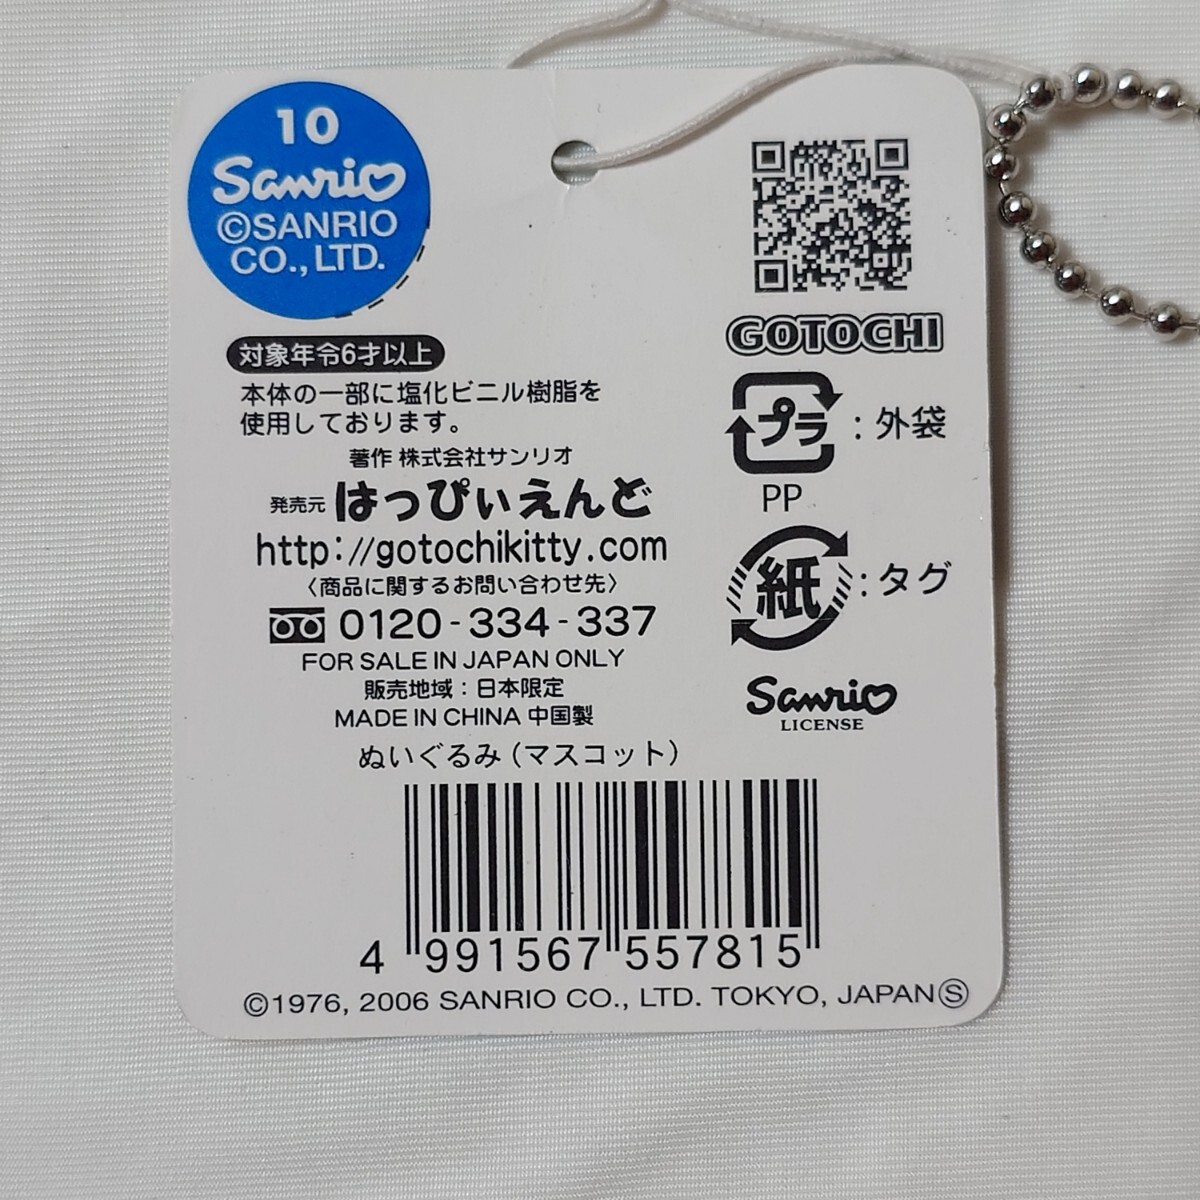 10
Sanrio
©SANRIO
CO., LTD.
対象年令6才以上
本体の一部に塩化ビニル樹脂を
使用しております。
著作 株式会社サンリオ
発売元 はっぴぃえんど
http://gotochikitty.com
〈商品に関するお問い合わせ先〉
0120-334-337
FOR SALE IN JAPAN ONLY
販売地域：日本限定
MADE IN CHINA 中国製
ぬいぐるみ（マスコット）
GOTOCHI
プラ：外袋
PP
紙：タグ
Sanrio
LICENSE
4 991567 557815
©1976, 2006 SANRIO CO., LTD. TOKYO, JAPAN Ⓢ